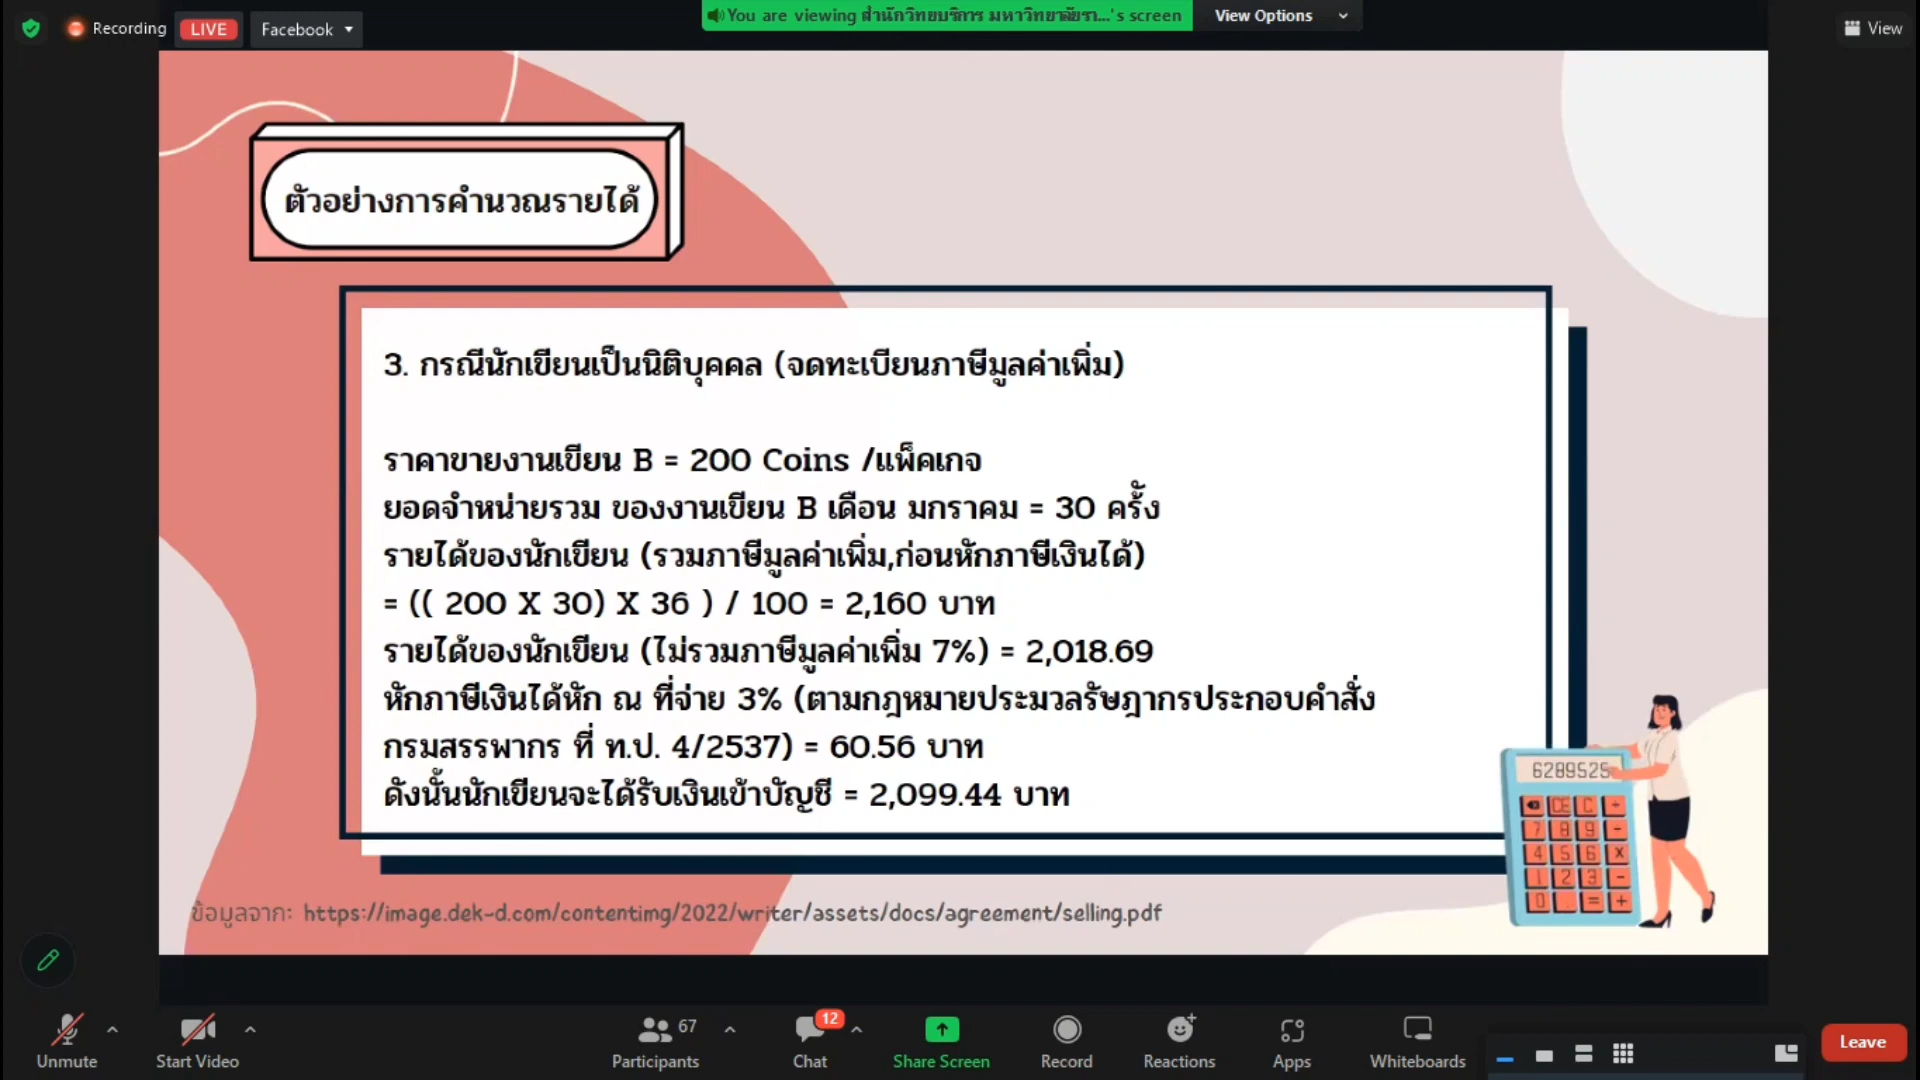 Recording
LIVE
Facebook
You are viewing สำนักวิทยบริการ มหาวิทยาลัยรา...'s screen
View Options
View
ตัวอย่างการคำนวณรายได้
3. กรณีนักเขียนเป็นนิติบุคคล (จดทะเบียนภาษีมูลค่าเพิ่ม)
ราคาขายงานเขียน B = 200 Coins /แพ็คเกจ
ยอดจำหน่ายรวม ของงานเขียน B เดือน มกราคม = 30 ครั้ง
รายได้ของนักเขียน (รวมภาษีมูลค่าเพิ่ม,ก่อนหักภาษีเงินได้)
= (( 200 X 30) X 36 ) / 100 = 2,160 บาท
รายได้ของนักเขียน (ไม่รวมภาษีมูลค่าเพิ่ม 7%) = 2,018.69
หักภาษีเงินได้หัก ณ ที่จ่าย 3% (ตามกฎหมายประมวลรัษฎากรประกอบคำสั่ง
กรมสรรพากร ที่ ท.ป. 4/2537) = 60.56 บาท
ดังนั้นนักเขียนจะได้รับเงินเข้าบัญชี = 2,099.44 บาท
6289525
CE C ÷
7 8 9 -
4 5 6 X
1 2 3 -
0 . = +
ข้อมูลจาก: https://image.dek-d.com/contentimg/2022/writer/assets/docs/agreement/selling.pdf
Unmute
Start Video
67
Participants
12
Chat
Share Screen
Record
Reactions
Apps
Whiteboards
Leave